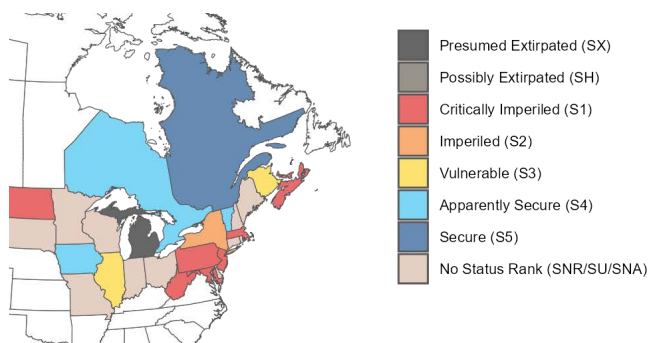 Presumed Extirpated (SX)
Possibly Extirpated (SH)
Critically Imperiled (S1)
Imperiled (S2)
Vulnerable (S3)
Apparently Secure (S4)
Secure (S5)
No Status Rank (SNR/SU/SNA)